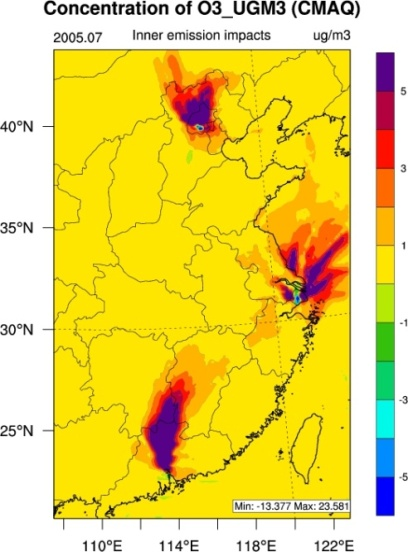 Concentration of O3_UGM3 (CMAQ)
2005.07 Inner emission impacts ug/m3
40°N
35°N
30°N
25°N
110°E 114°E 118°E 122°E
5
3
1
-1
-3
-5
Min: -13.377 Max: 23.581